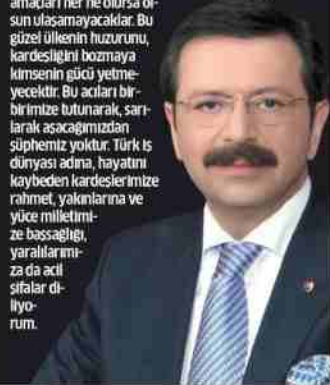 amaçları her ne olursa ol-
sun ulaşamayacaklar. Bu
güzel ülkenin huzurunu,
kardeşliğini bozmaya
kimsenin gücü yetme-
yecektir. Bu acıları bir-
birimize tutunarak, sarı-
larak aşacağımızdan
şüphemiz yoktur. Türk iş
dünyası adına, hayatını
kaybeden kardeşlerimize
rahmet, yakınlarına ve
yüce milletimi-
ze başsağlığı,
yaralılarımı-
za da acil
şifalar di-
liyo-
rum.